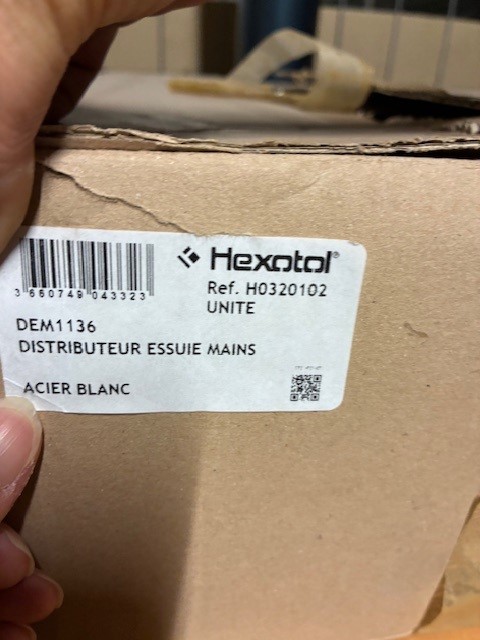 Hexotol®
3 660749 043323
Ref. H0320102
UNITE
DEM1136
DISTRIBUTEUR ESSUIE MAINS
ACIER BLANC